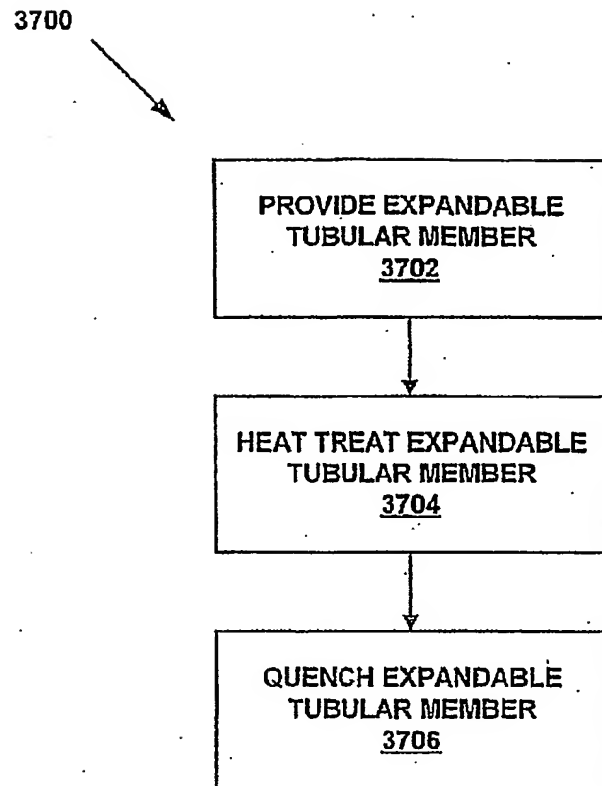 3700
PROVIDE EXPANDABLE
TUBULAR MEMBER
3702
HEAT TREAT EXPANDABLE
TUBULAR MEMBER
3704
QUENCH EXPANDABLE
TUBULAR MEMBER
3706